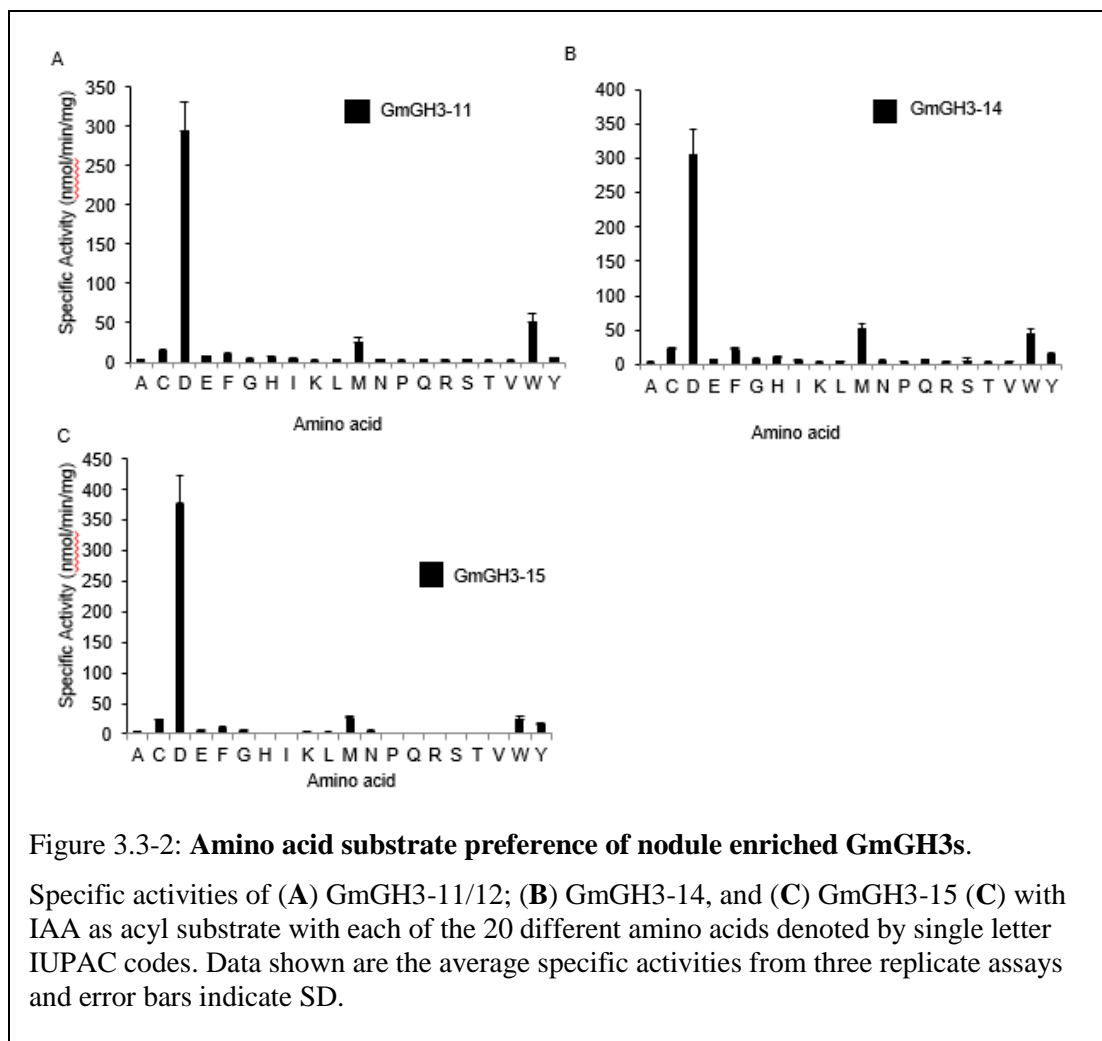 A
350
300
250
200
150
100
50
0
Specific Activity (nmol/min/mg)
GmGH3-11
A C D E F G H I K L M N P Q R S T V W Y
Amino acid
B
400
350
300
250
200
150
100
50
0
GmGH3-14
A C D E F G H I K L M N P Q R S T V W Y
Amino acid
C
450
400
350
300
250
200
150
100
50
0
Specific Activity (nmol/min/mg)
GmGH3-15
A C D E F G H I K L M N P Q R S T V W Y
Amino acid
Figure 3.3-2: Amino acid substrate preference of nodule enriched GmGH3s.
Specific activities of (A) GmGH3-11/12; (B) GmGH3-14, and (C) GmGH3-15 (C) with
IAA as acyl substrate with each of the 20 different amino acids denoted by single letter
IUPAC codes. Data shown are the average specific activities from three replicate assays
and error bars indicate SD.